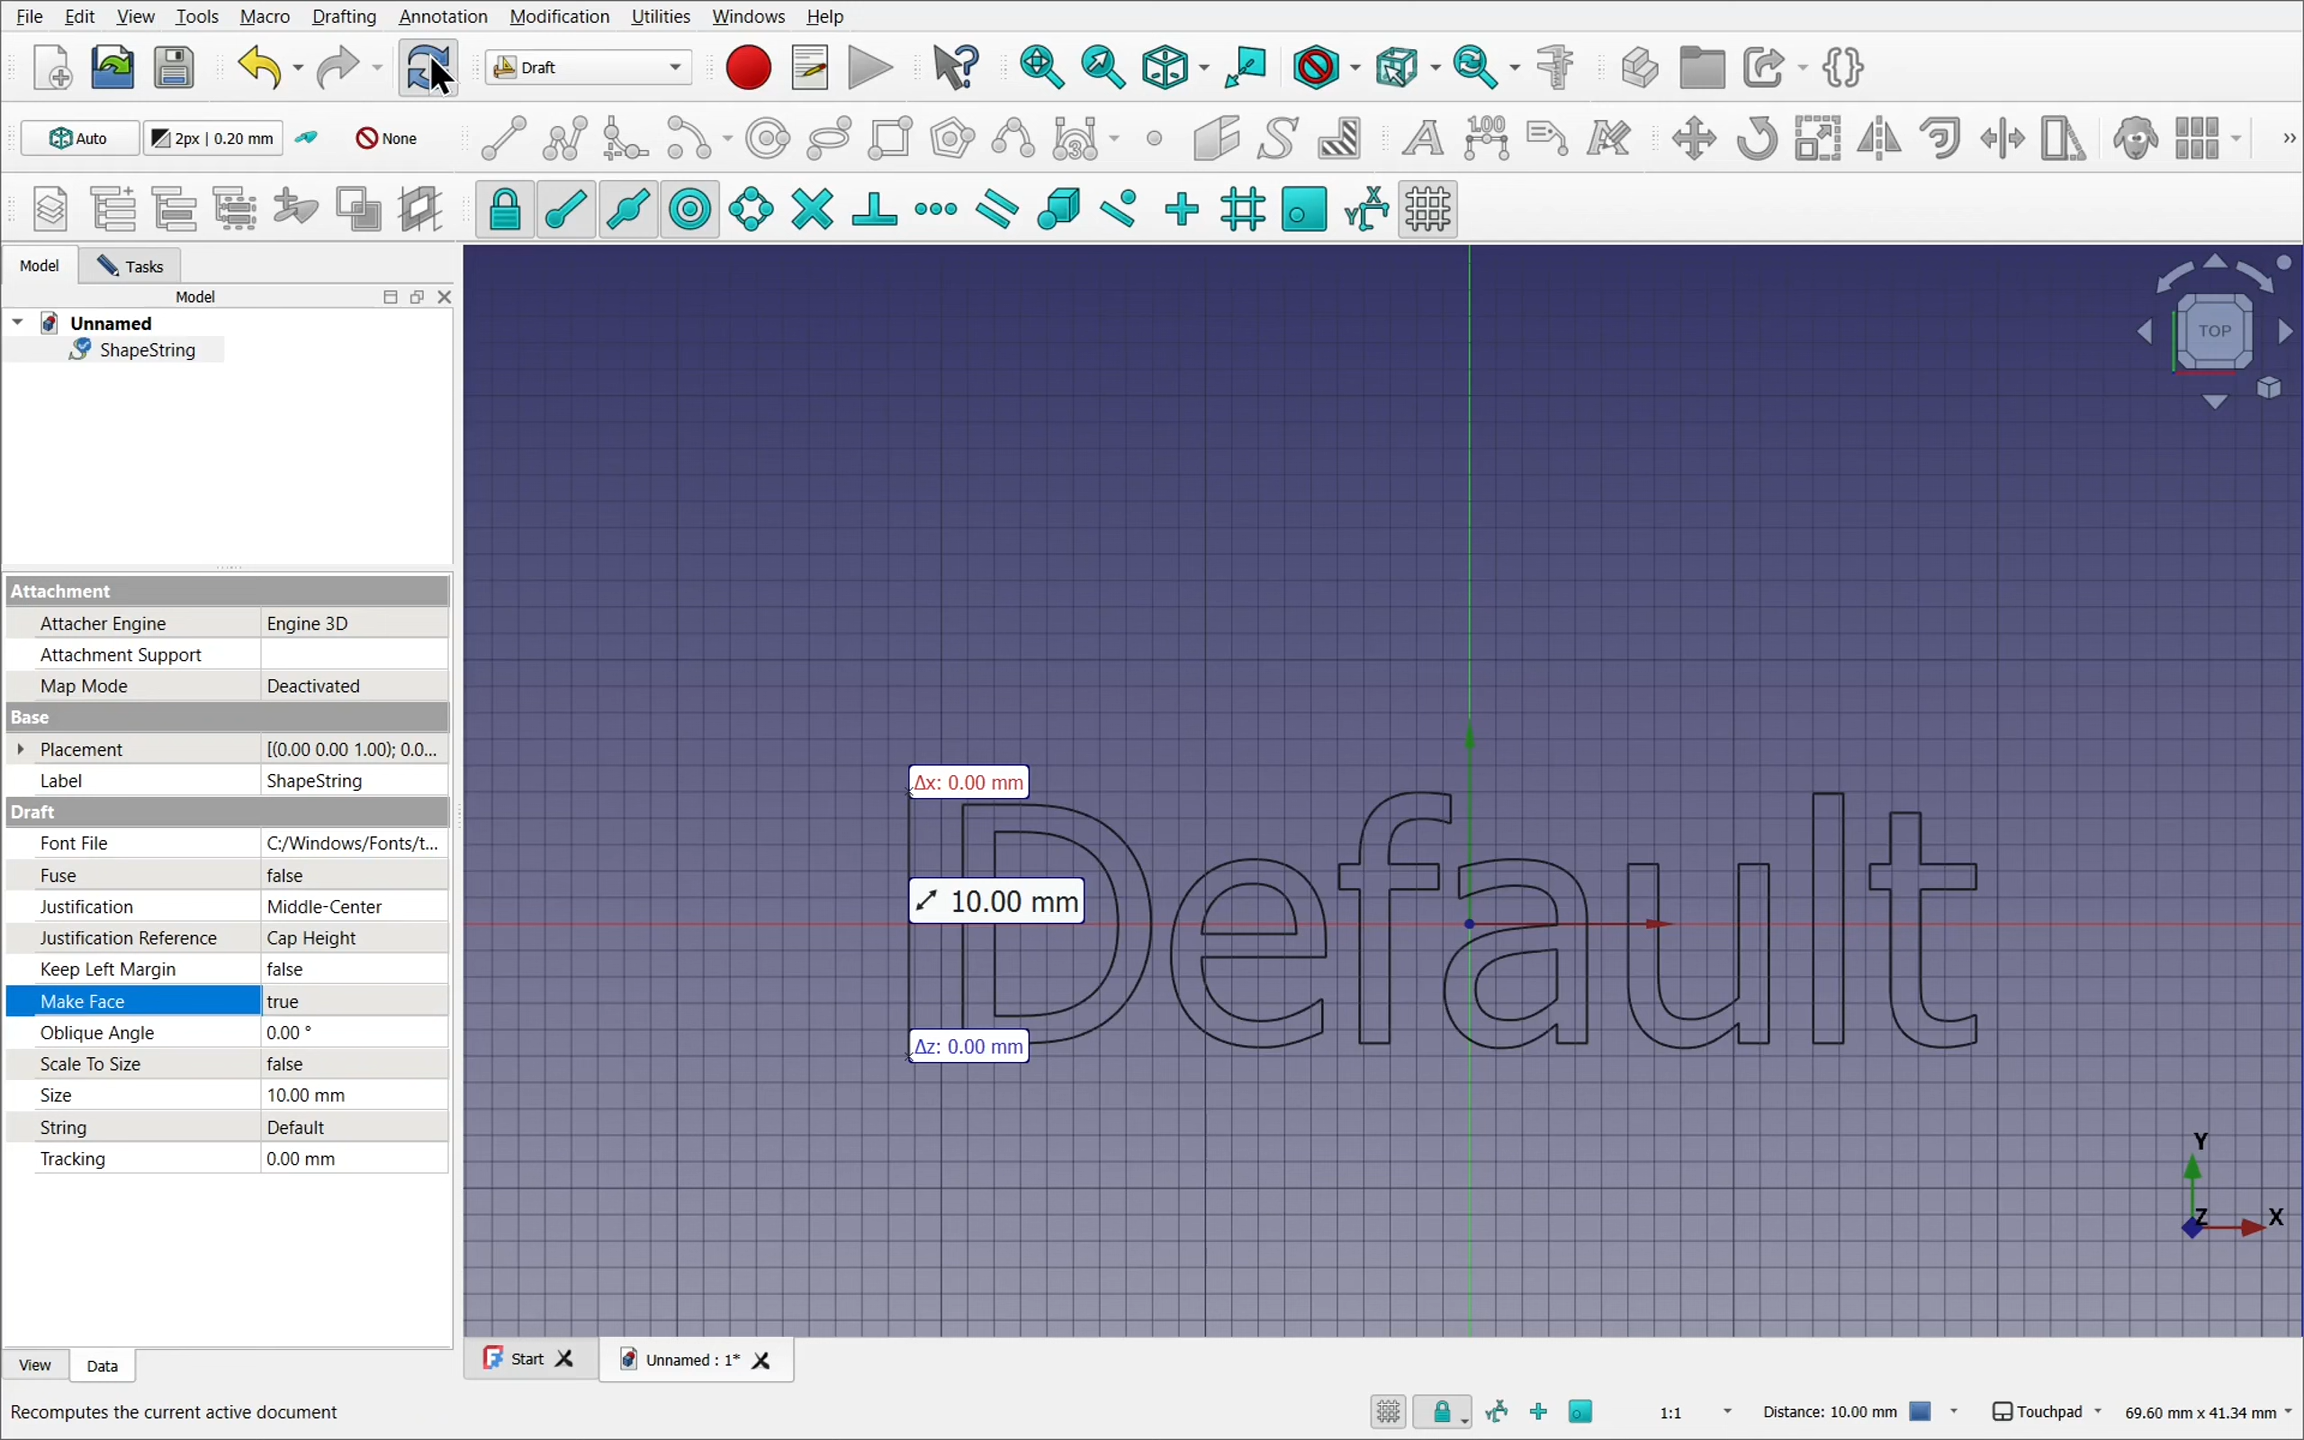 File Edit View Tools Macro Drafting Annotation Modification Utilities Windows Help
Draft
Auto 2px | 0.20 mm None
1.00
3
A
S
X
Y
Model Tasks
Model
Unnamed
ShapeString
Attachment
Attacher Engine Engine 3D
Attachment Support
Map Mode Deactivated
Base
Placement [(0.00 0.00 1.00); 0.0...
Label ShapeString
Draft
Font File C:/Windows/Fonts/t...
Fuse false
Justification Middle-Center
Justification Reference Cap Height
Keep Left Margin false
Make Face true
Oblique Angle 0.00 °
Scale To Size false
Size 10.00 mm
String Default
Tracking 0.00 mm
View Data
TOP
Δx: 0.00 mm
Default
10.00 mm
Δz: 0.00 mm
Y
Z
X
Start Unnamed : 1*
Recomputes the current active document
1:1 Distance: 10.00 mm Touchpad 69.60 mm x 41.34 mm